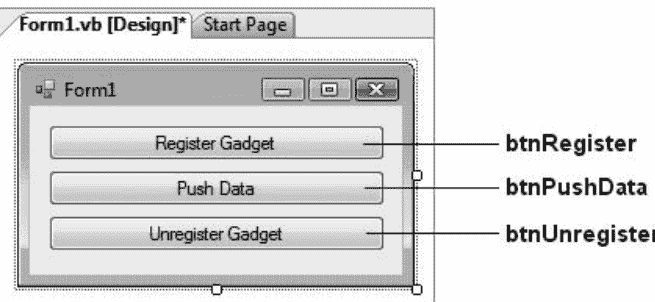 Form1.vb [Design]* Start Page
Form1
Register Gadget btnRegister
Push Data btnPushData
Unregister Gadget btnUnregister